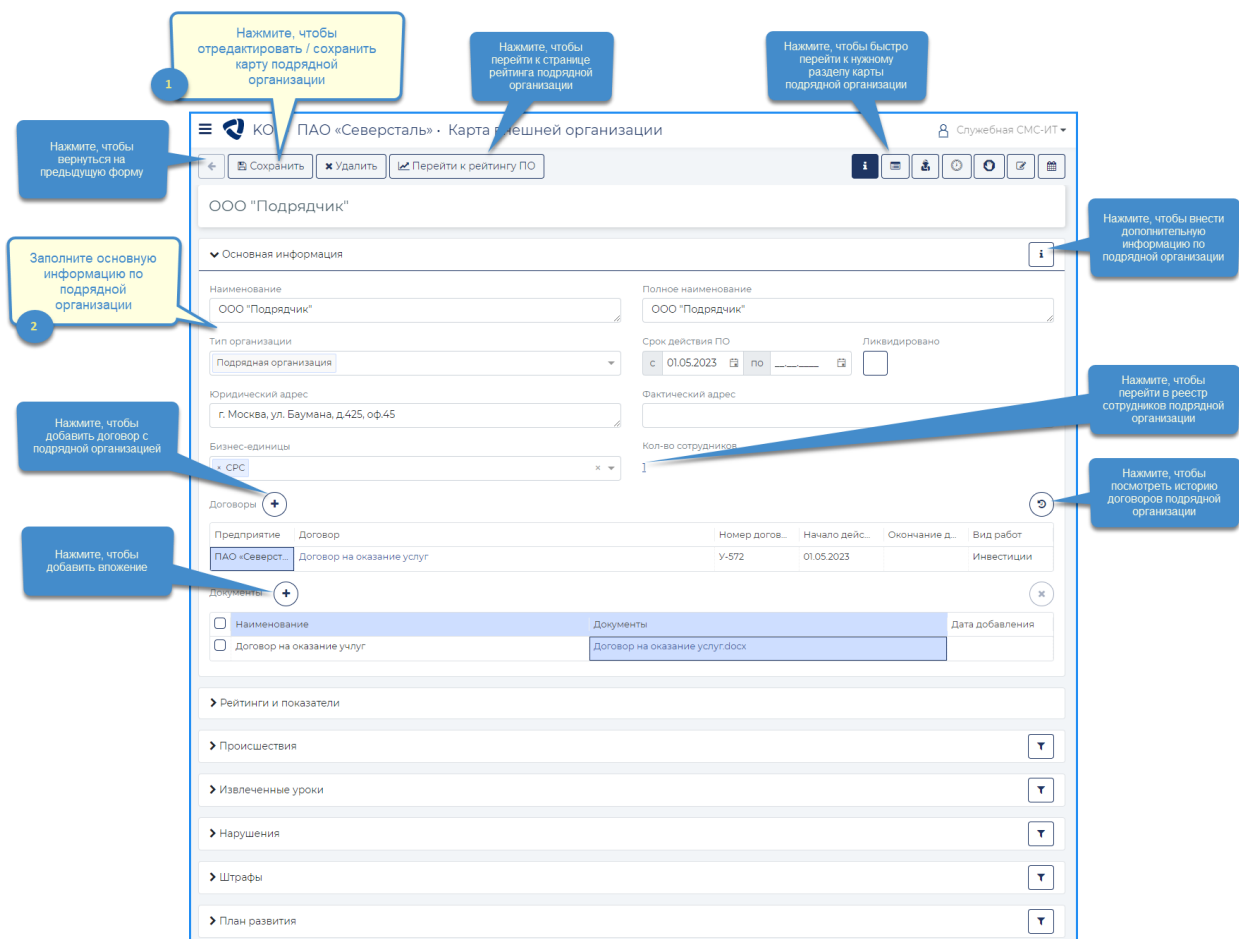 Нажмите, чтобы
отредактировать / сохранить
карту подрядной
организации
1
Нажмите, чтобы
перейти к странице
рейтинга подрядной
организации
Нажмите, чтобы быстро
перейти к нужному
разделу карты
подрядной организации
Нажмите, чтобы
вернуться на
предыдущую форму
ПАО «Северсталь» · Карта внешней организации
Служебная СМС-ИТ
Сохранить
Удалить
Перейти к рейтингу ПО
ООО "Подрядчик"
Нажмите, чтобы внести
дополнительную
информацию по
подрядной организации
Основная информация
Заполните основную
информацию по
подрядной
организации
2
Наименование
Полное наименование
ООО "Подрядчик"
ООО "Подрядчик"
Тип организации
Срок действия ПО
Ликвидировано
Подрядная организация
с 01.05.2023 по __.__.____
Юридический адрес
Фактический адрес
г. Москва, ул. Баумана, д.425, оф.45
Нажмите, чтобы
перейти в реестр
сотрудников подрядной
организации
Нажмите, чтобы
добавить договор с
подрядной организацией
Бизнес-единицы
Кол-во сотрудников
× СРС
1
Нажмите, чтобы
посмотреть историю
договоров подрядной
организации
Договоры
Предприятие Договор Номер догов... Начало дейс... Окончание д... Вид работ
ПАО «Северст... Договор на оказание услуг У-572 01.05.2023 Инвестиции
Нажмите, чтобы
добавить вложение
Документы
Наименование Документы Дата добавления
Договор на оказание учлуг Договор на оказание услуг.docx
Рейтинги и показатели
Происшествия
Извлеченные уроки
Нарушения
Штрафы
План развития